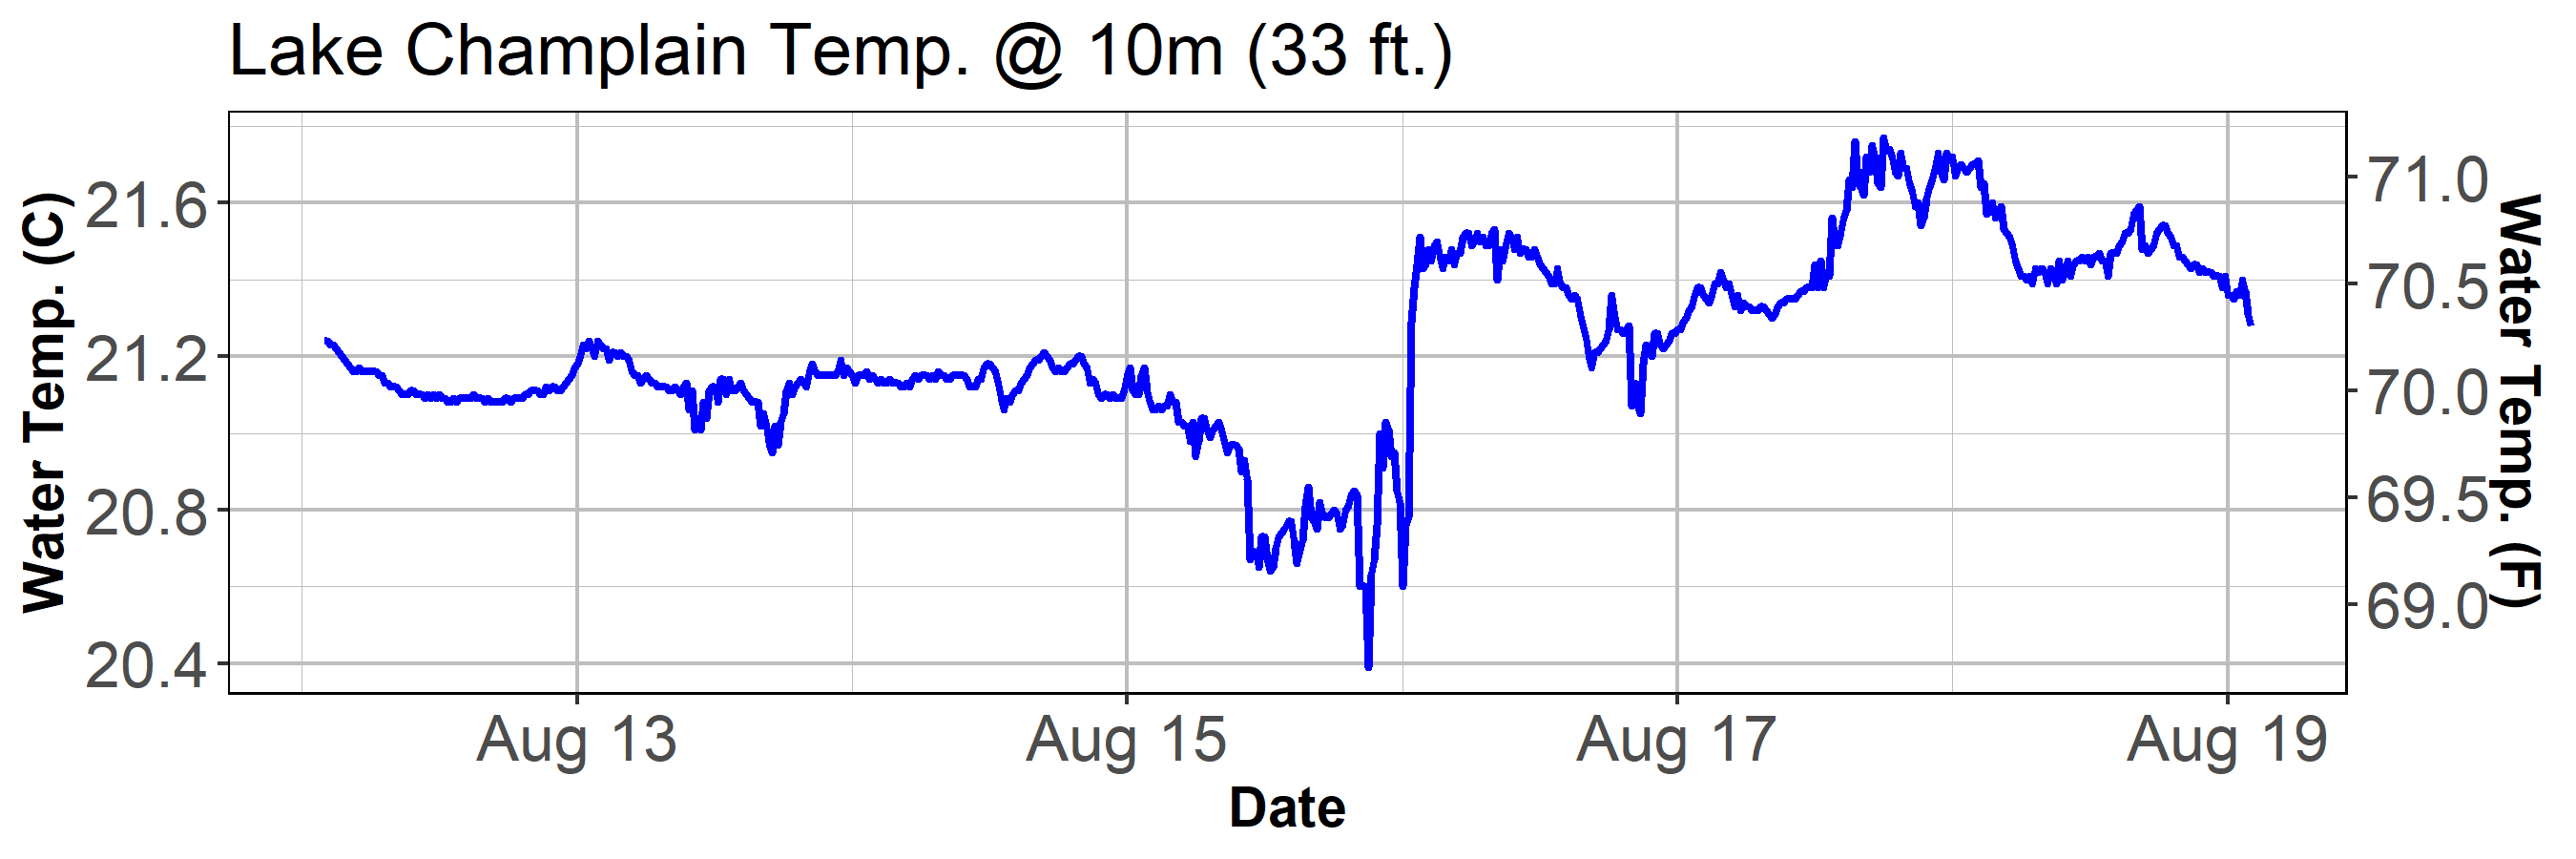 Lake Champlain Temp. @ 10m (33 ft.)
Water Temp. (C)
21.6
21.2
20.8
20.4
71.0
70.5
70.0
69.5
69.0
Water Temp. (F)
Aug 13 Aug 15 Aug 17 Aug 19
Date